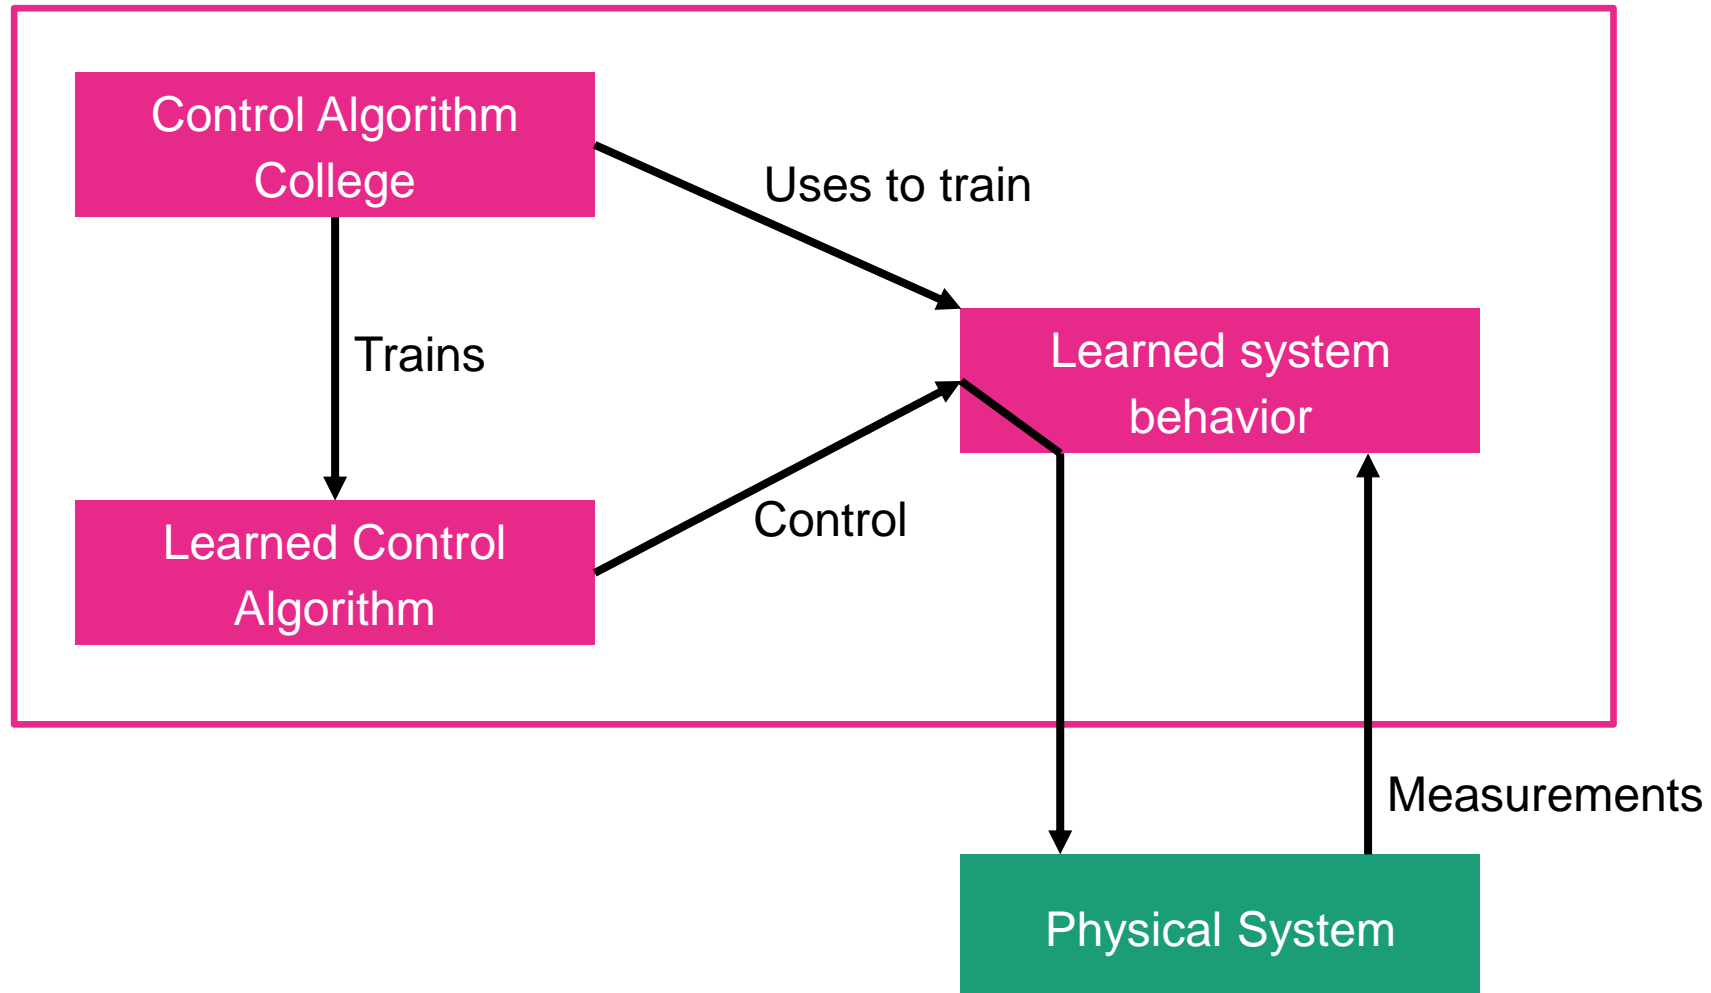 Control Algorithm
College
Uses to train
Trains
Learned system
behavior
Control
Learned Control
Algorithm
Measurements
Physical System